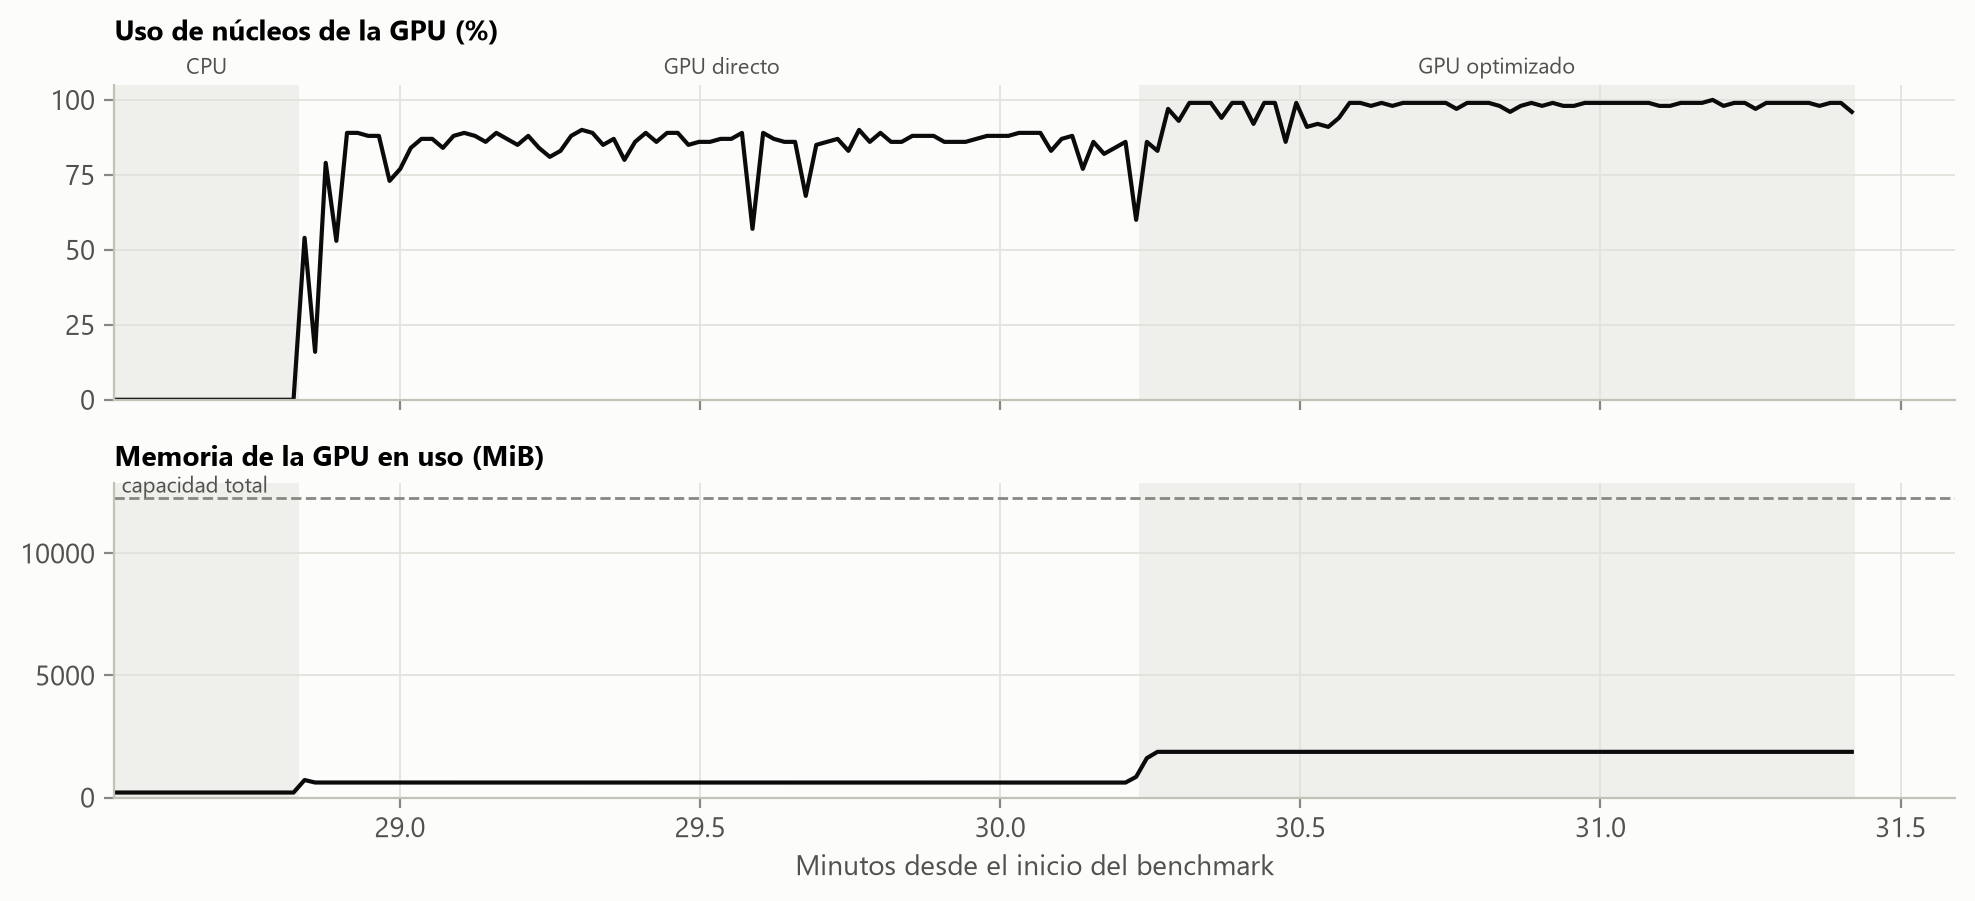 Uso de núcleos de la GPU (%)
CPU GPU directo GPU optimizado
100
75
50
25
0
Memoria de la GPU en uso (MiB)
capacidad total
10000
5000
0
29.0 29.5 30.0 30.5 31.0 31.5
Minutos desde el inicio del benchmark